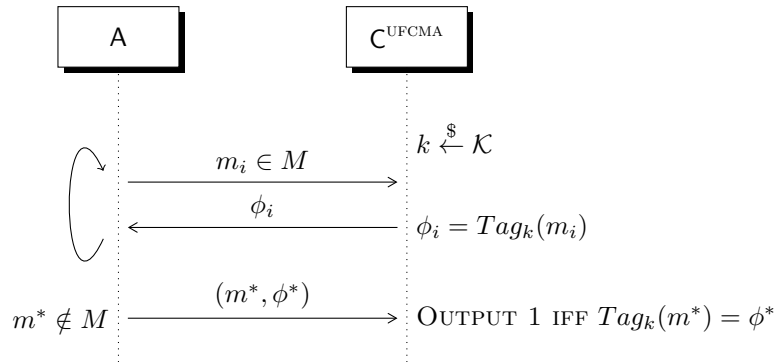 A C^UFCMA
k ←$ 𝒦
m_i ∈ M
ϕ_i
ϕ_i = Tag_k(m_i)
(m*, ϕ*)
m* ∉ M
OUTPUT 1 IFF Tag_k(m*) = ϕ*